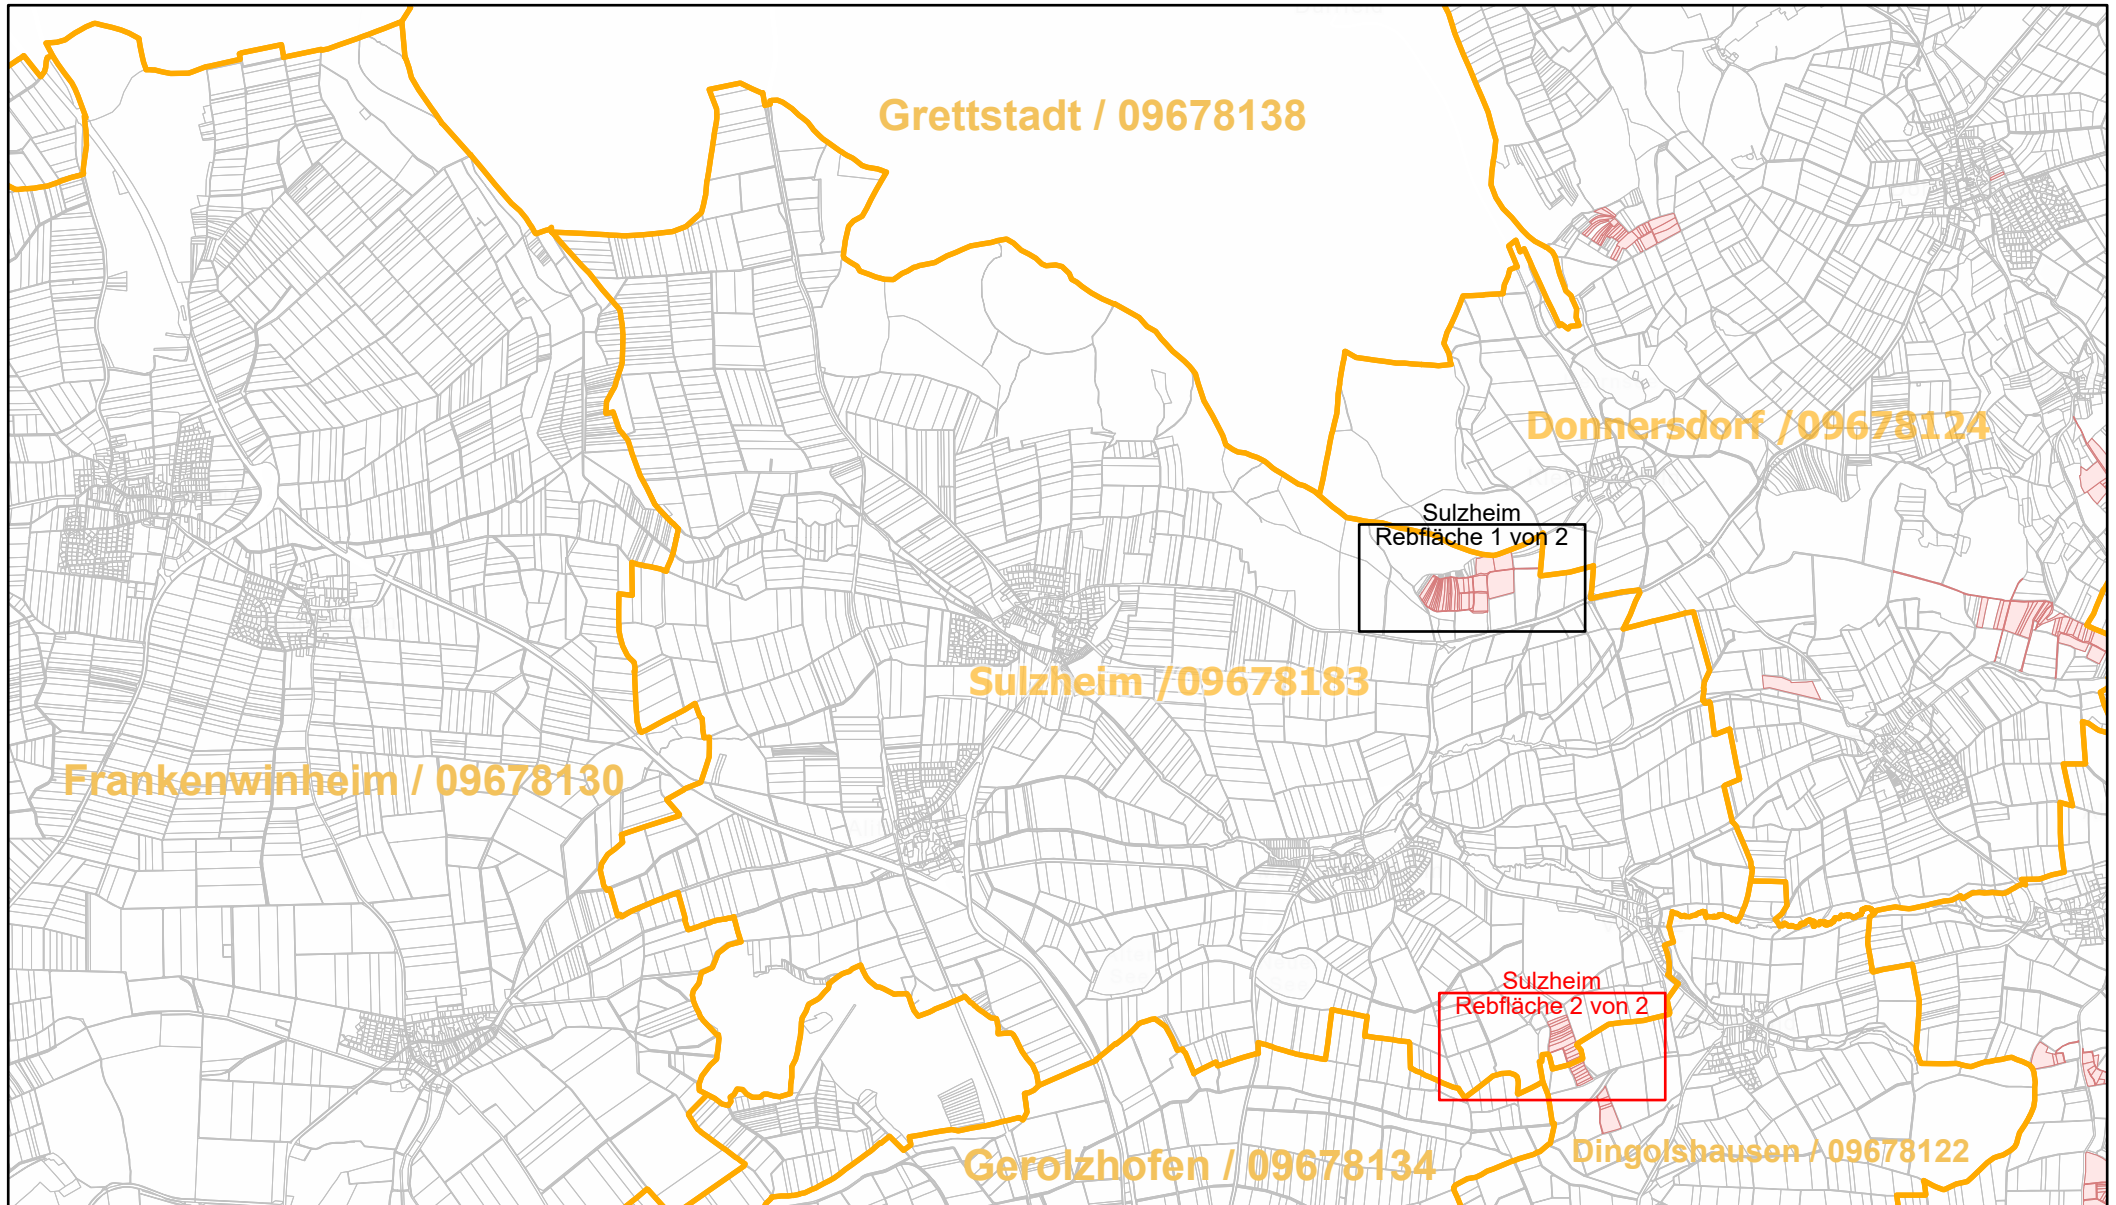 Grettstadt / 09678138
Donnersdorf / 09678124
Sulzheim
Rebfläche 1 von 2
Sulzheim / 09678183
Frankenwinheim / 09678130
Sulzheim
Rebfläche 2 von 2
Dingolshausen / 09678122
Gerolzhofen / 09678134